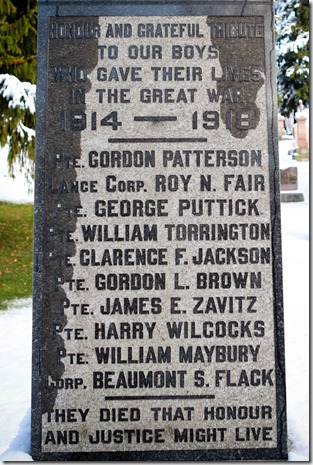 HONOUR AND GRATEFUL TRIBUTE
TO OUR BOYS
WHO GAVE THEIR LIVES
IN THE GREAT WAR
1914 — 1918
PTE. GORDON PATTERSON
LANCE CORP. ROY N. FAIR
PTE. GEORGE PUTTICK
PTE. WILLIAM TORRINGTON
PTE. CLARENCE F. JACKSON
PTE. GORDON L. BROWN
PTE. JAMES E. ZAVITZ
PTE. HARRY WILCOCKS
PTE. WILLIAM MAYBURY
CORP. BEAUMONT S. FLACK
THEY DIED THAT HONOUR
AND JUSTICE MIGHT LIVE